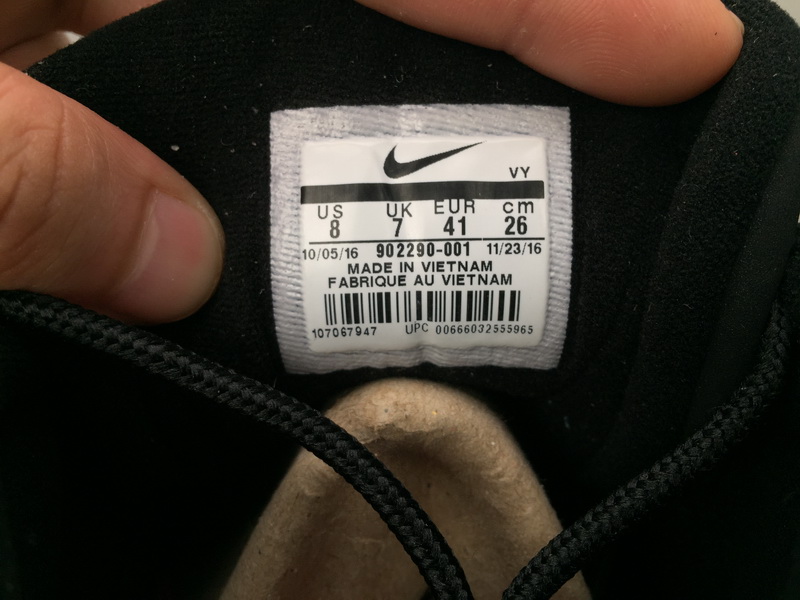 VY
US UK EUR cm
8 7 41 26
10/05/16 902290-001 11/23/16
MADE IN VIETNAM
FABRIQUE AU VIETNAM
107067947 UPC 00666032555965